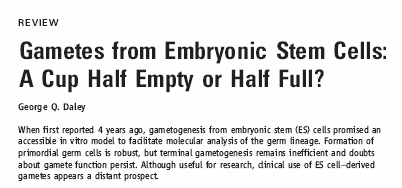 REVIEW
Gametes from Embryonic Stem Cells:
A Cup Half Empty or Half Full?
George Q. Daley
When first reported 4 years ago, gametogenesis from embryonic stem (ES) cells promised an
accessible in vitro model to facilitate molecular analysis of the germ lineage. Formation of
primordial germ cells is robust, but terminal gametogenesis remains inefficient and doubts
about gamete function persist. Although useful for research, clinical use of ES cell–derived
gametes appears a distant prospect.